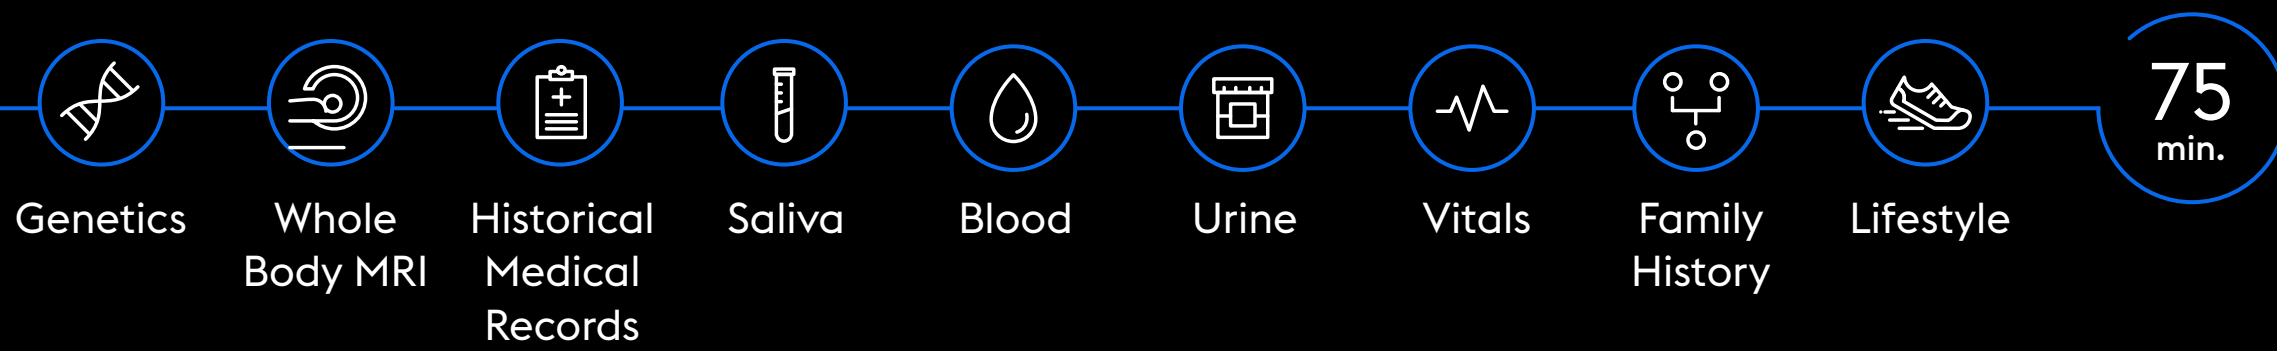 Genetics
Whole
Body MRI
Historical
Medical
Records
Saliva
Blood
Urine
Vitals
Family
History
Lifestyle
75
min.